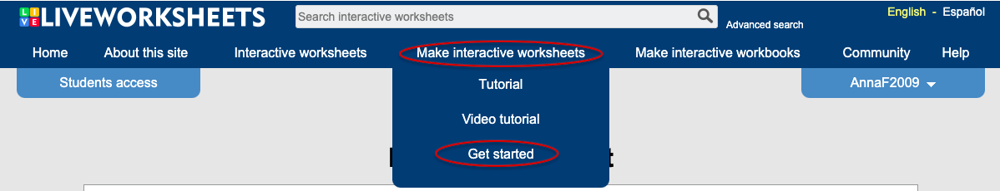 LIVE LIVEWORKSHEETS
Search interactive worksheets
Advanced search
English - Español
Home About this site Interactive worksheets Make interactive worksheets Make interactive workbooks Community Help
Students access
AnnaF2009
Tutorial
Video tutorial
Get started